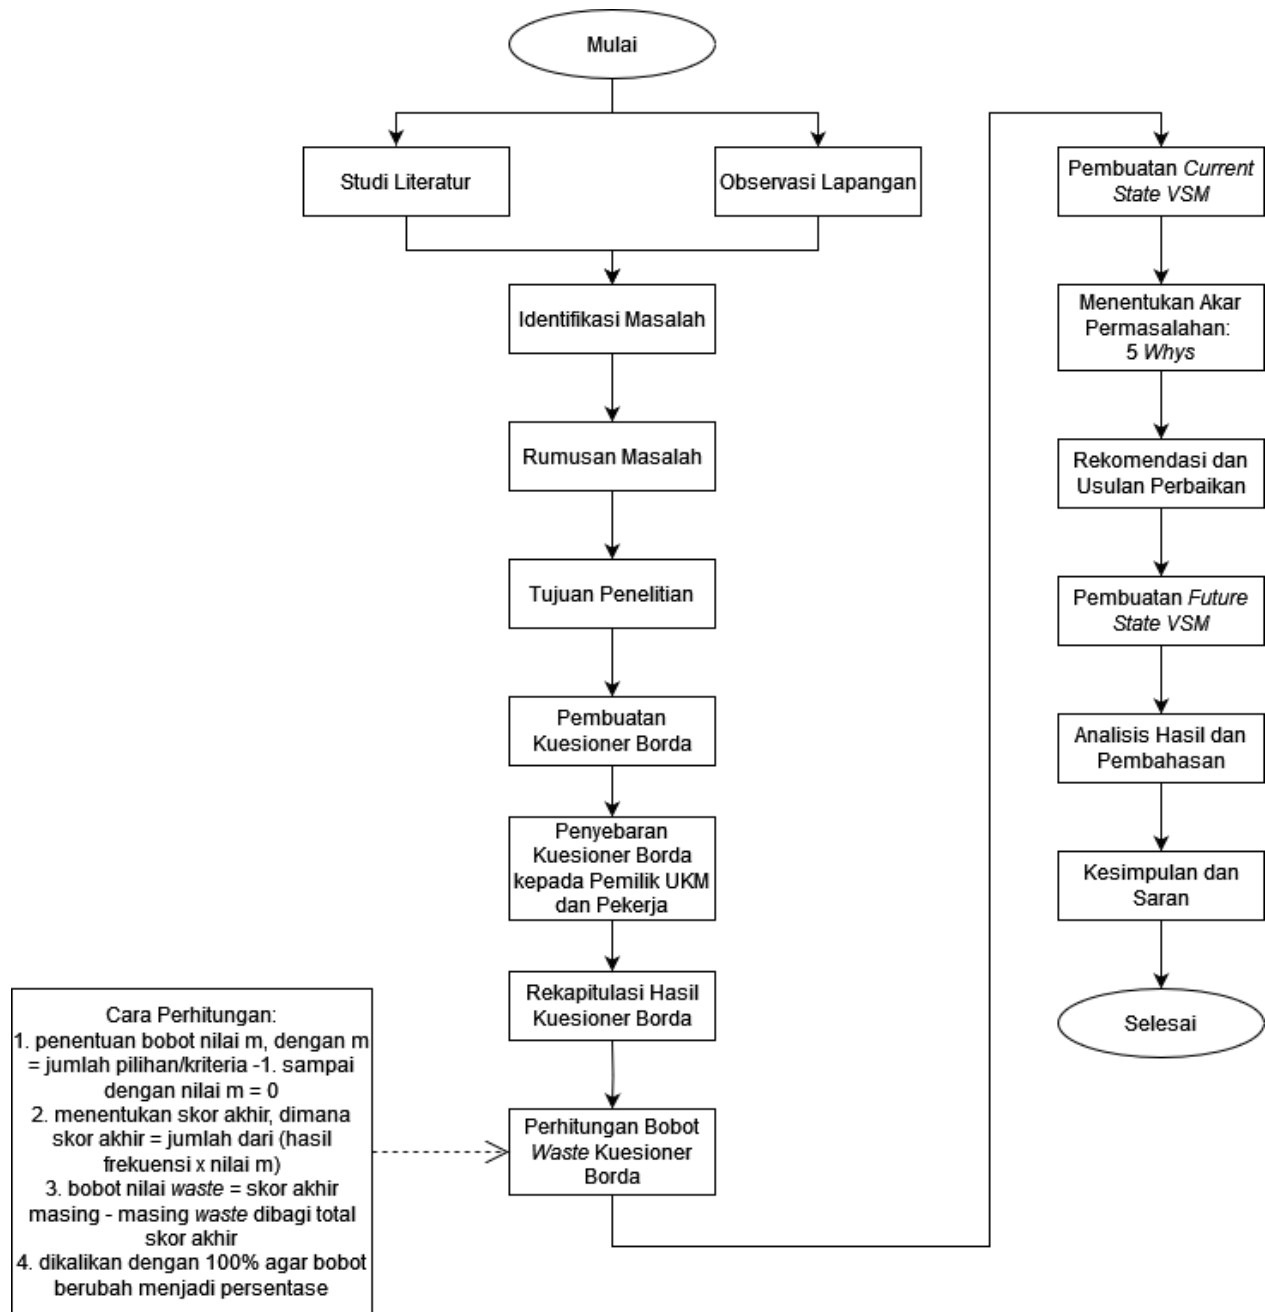 Mulai
Studi Literatur
Observasi Lapangan
Identifikasi Masalah
Rumusan Masalah
Tujuan Penelitian
Pembuatan
Kuesioner Borda
Penyebaran
Kuesioner Borda
kepada Pemilik UKM
dan Pekerja
Rekapitulasi Hasil
Kuesioner Borda
Cara Perhitungan:
1. penentuan bobot nilai m, dengan m
= jumlah pilihan/kriteria -1. sampai
dengan nilai m = 0
2. menentukan skor akhir, dimana
skor akhir = jumlah dari (hasil
frekuensi x nilai m)
3. bobot nilai waste = skor akhir
masing - masing waste dibagi total
skor akhir
4. dikalikan dengan 100% agar bobot
berubah menjadi persentase
Perhitungan Bobot
Waste Kuesioner
Borda
Pembuatan Current
State VSM
Menentukan Akar
Permasalahan:
5 Whys
Rekomendasi dan
Usulan Perbaikan
Pembuatan Future
State VSM
Analisis Hasil dan
Pembahasan
Kesimpulan dan
Saran
Selesai